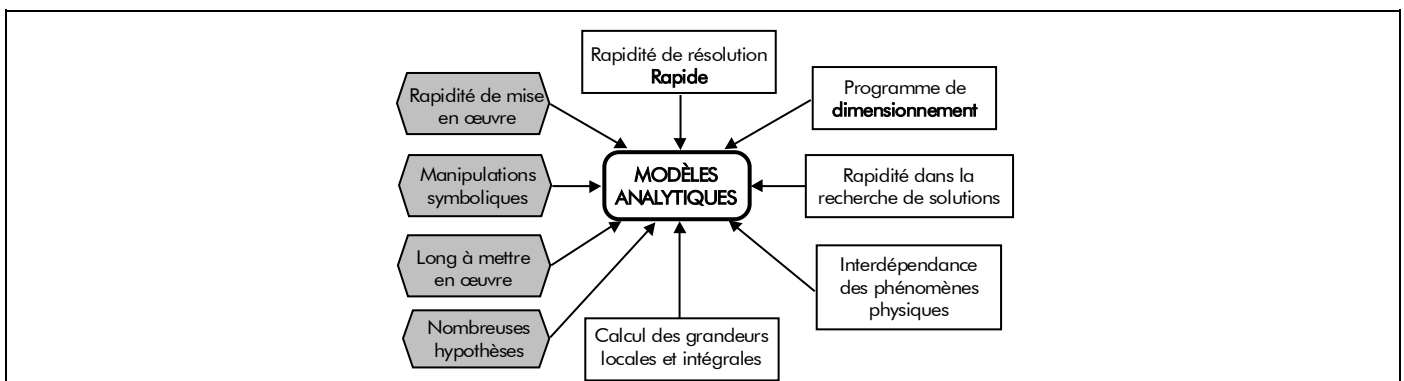 Rapidité de résolution
Rapide
Rapidité de mise
en œuvre
Programme de
dimensionnement
Manipulations
symboliques
MODÈLES
ANALYTIQUES
Rapidité dans la
recherche de solutions
Long à mettre
en œuvre
Interdépendance
des phénomènes
physiques
Nombreuses
hypothèses
Calcul des grandeurs
locales et intégrales